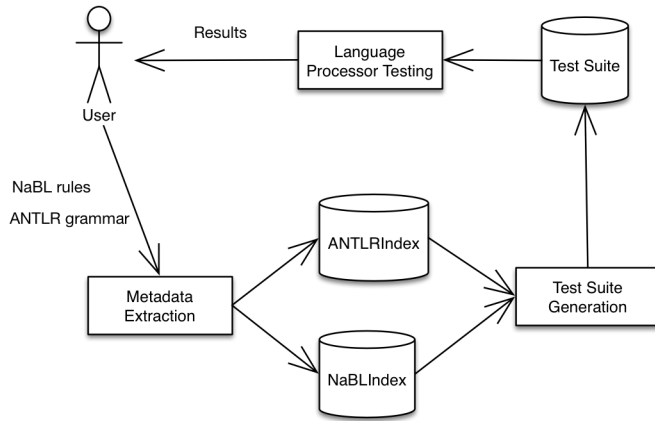 Results
Language
Processor Testing
Test Suite
User
NaBL rules
ANTLR grammar
ANTLRIndex
Metadata
Extraction
Test Suite
Generation
NaBLIndex